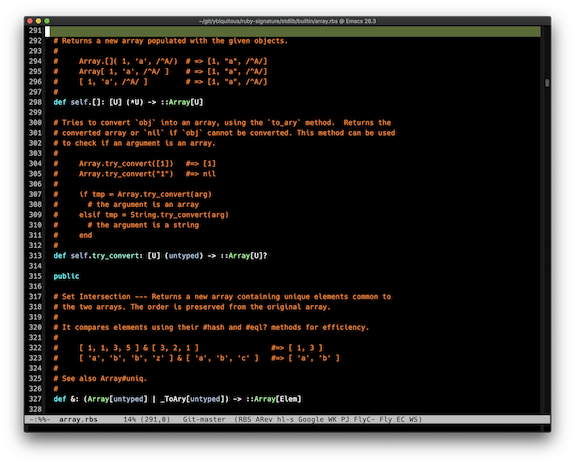 ~/git/ybiquitous/ruby-signature/stdlib/builtin/array.rbs @ Emacs 26.3
291
292 # Returns a new array populated with the given objects.
293 #
294 #     Array.[]( 1, 'a', /^A/)  # => [1, "a", /^A/]
295 #     Array[ 1, 'a', /^A/ ]    # => [1, "a", /^A/]
296 #     [ 1, 'a', /^A/ ]         # => [1, "a", /^A/]
297 #
298 def self.[]: [U] (*U) -> ::Array[U]
299
300 # Tries to convert `obj` into an array, using the `to_ary` method.  Returns the
301 # converted array or `nil` if `obj` cannot be converted. This method can be used
302 # to check if an argument is an array.
303 #
304 #     Array.try_convert([1])   #=> [1]
305 #     Array.try_convert("1")   #=> nil
306 #
307 #     if tmp = Array.try_convert(arg)
308 #       # the argument is an array
309 #     elsif tmp = String.try_convert(arg)
310 #       # the argument is a string
311 #     end
312 #
313 def self.try_convert: [U] (untyped) -> ::Array[U]?
314
315 public
316
317 # Set Intersection --- Returns a new array containing unique elements common to
318 # the two arrays. The order is preserved from the original array.
319 #
320 # It compares elements using their #hash and #eql? methods for efficiency.
321 #
322 #     [ 1, 1, 3, 5 ] & [ 3, 2, 1 ]                 #=> [ 1, 3 ]
323 #     [ 'a', 'b', 'b', 'z' ] & [ 'a', 'b', 'c' ]   #=> [ 'a', 'b' ]
324 #
325 # See also Array#uniq.
326 #
327 def &: (Array[untyped] | _ToAry[untyped]) -> ::Array[Elem]
328
-:%%-  array.rbs      14% (291,0)    Git-master  (RBS ARev hl-s Google WK PJ FlyC- Fly EC WS)